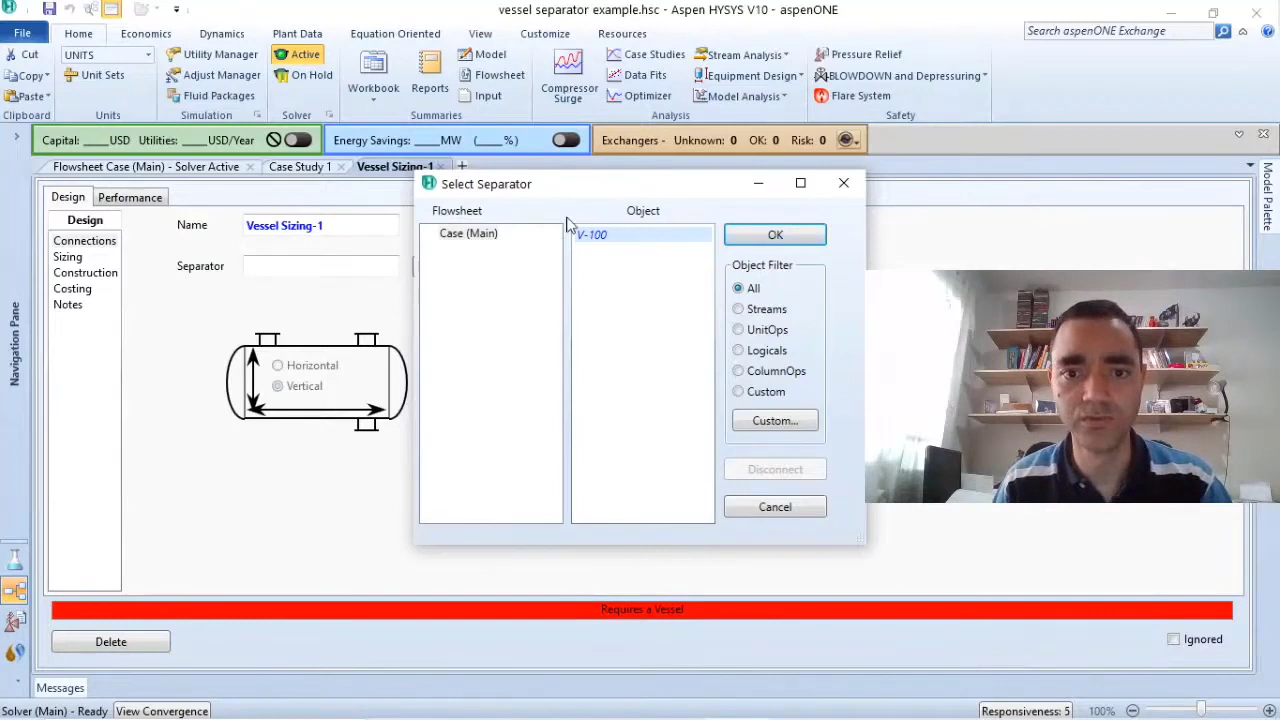 vessel separator example.hsc - Aspen HYSYS V10 - aspenONE
File Home Economics Dynamics Plant Data Equation Oriented View Customize Resources Search aspenONE Exchange
Cut UNITS Utility Manager Active Model Case Studies Stream Analysis Pressure Relief
Copy Unit Sets Adjust Manager On Hold Workbook Reports Flowsheet Compressor Surge Data Fits Equipment Design BLOWDOWN and Depressuring
Paste Fluid Packages Input Optimizer Model Analysis Flare System
Clipboard Units Simulation Solver Summaries Analysis Safety
Capital: ____USD Utilities: ____USD/Year Energy Savings: ____MW (____%) Exchangers - Unknown: 0 OK: 0 Risk: 0
Flowsheet Case (Main) - Solver Active Case Study 1 Vessel Sizing-1
Design Performance
Select Separator
Design
Connections
Sizing
Construction
Costing
Notes
Name Vessel Sizing-1
Separator
Horizontal
Vertical
Flowsheet Object
Case (Main) V-100
OK
Object Filter
All
Streams
UnitOps
Logicals
ColumnOps
Custom
Custom...
Disconnect
Cancel
Navigation Pane
Model Palette
Requires a Vessel
Delete Ignored
Messages
Solver (Main) - Ready View Convergence Responsiveness: 5 100%